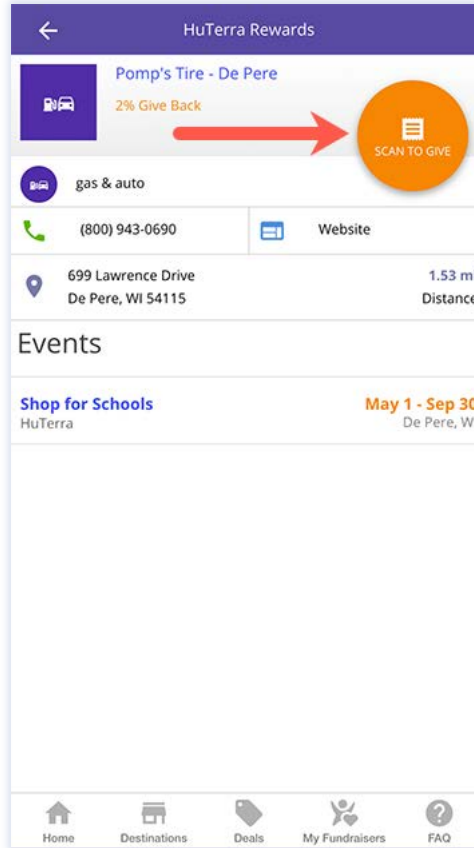 HuTerra Rewards
Pomp's Tire - De Pere
2% Give Back
SCAN TO GIVE
gas & auto
(800) 943-0690
Website
699 Lawrence Drive
1.53 m
De Pere, WI 54115
Distance
Events
Shop for Schools
May 1 - Sep 30
HuTerra
De Pere, W
Home
Destinations
Deals
My Fundraisers
FAQ